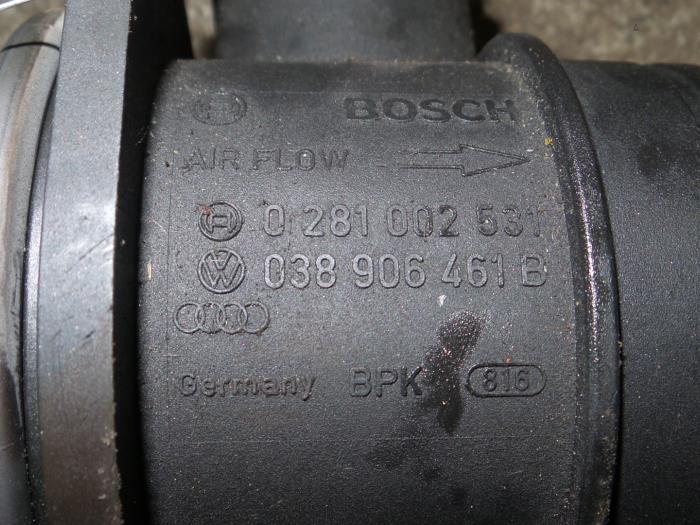 BOSCH
AIR FLOW
0 281 002 531
038 906 461 B
Germany BPK 816